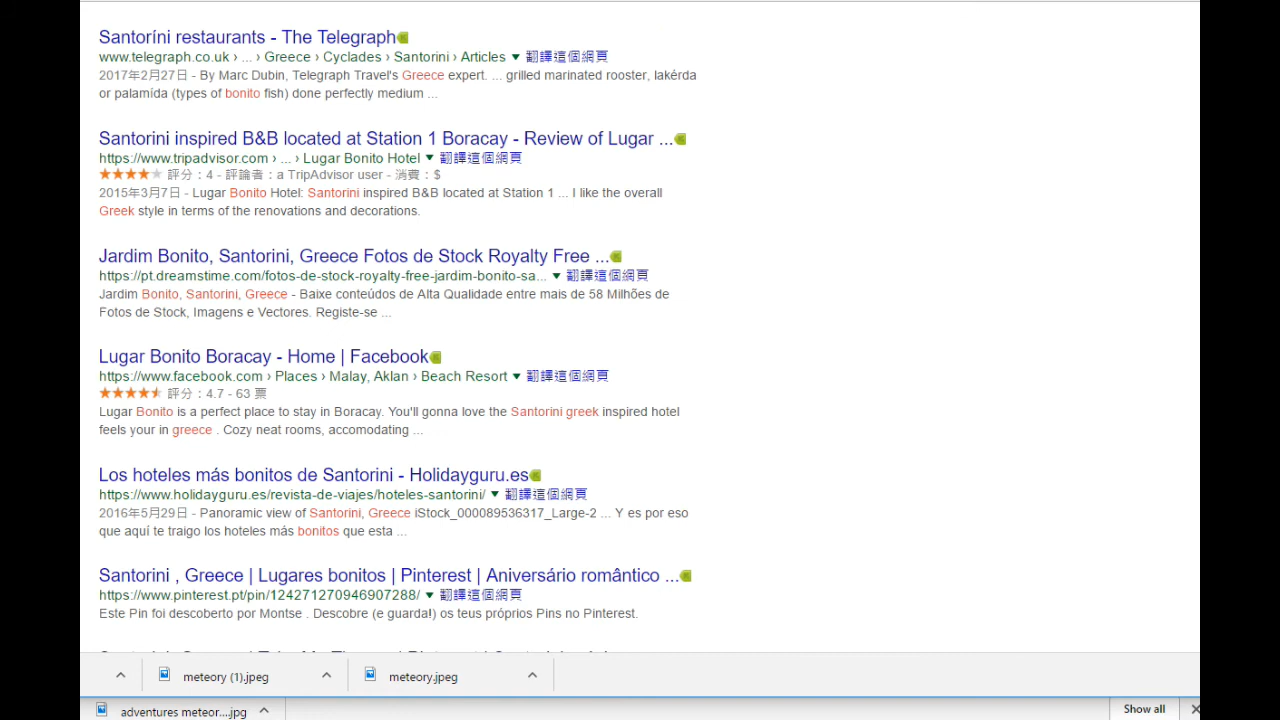 Santoríni restaurants - The Telegraph
www.telegraph.co.uk › ... › Greece › Cyclades › Santorini › Articles ▼ 翻譯這個網頁
2017年2月27日 - By Marc Dubin, Telegraph Travel's Greece expert. ... grilled marinated rooster, lakérda
or palamída (types of bonito fish) done perfectly medium ...
Santorini inspired B&B located at Station 1 Boracay - Review of Lugar ...
https://www.tripadvisor.com › ... › Lugar Bonito Hotel ▼ 翻譯這個網頁
★★★★★ 評分：4 - 評論者：a TripAdvisor user - 消費：$
2015年3月7日 - Lugar Bonito Hotel: Santorini inspired B&B located at Station 1 ... I like the overall
Greek style in terms of the renovations and decorations.
Jardim Bonito, Santorini, Greece Fotos de Stock Royalty Free ...
https://pt.dreamstime.com/fotos-de-stock-royalty-free-jardim-bonito-sa... ▼ 翻譯這個網頁
Jardim Bonito, Santorini, Greece - Baixe conteúdos de Alta Qualidade entre mais de 58 Milhões de
Fotos de Stock, Imagens e Vectores. Registe-se ...
Lugar Bonito Boracay - Home | Facebook
https://www.facebook.com › Places › Malay, Aklan › Beach Resort ▼ 翻譯這個網頁
★★★★★ 評分：4.7 - 63 票
Lugar Bonito is a perfect place to stay in Boracay. You'll gonna love the Santorini greek inspired hotel
feels your in greece . Cozy neat rooms, accomodating ...
Los hoteles más bonitos de Santorini - Holidayguru.es
https://www.holidayguru.es/revista-de-viajes/hoteles-santorini/ ▼ 翻譯這個網頁
2016年5月29日 - Panoramic view of Santorini, Greece iStock_000089536317_Large-2 ... Y es por eso
que aquí te traigo los hoteles más bonitos que esta ...
Santorini , Greece | Lugares bonitos | Pinterest | Aniversário romântico ...
https://www.pinterest.pt/pin/124271270946907288/ ▼ 翻譯這個網頁
Este Pin foi descoberto por Montse . Descobre (e guarda!) os teus próprios Pins no Pinterest.
meteory (1).jpeg
meteory.jpeg
adventures meteor....jpg
Show all